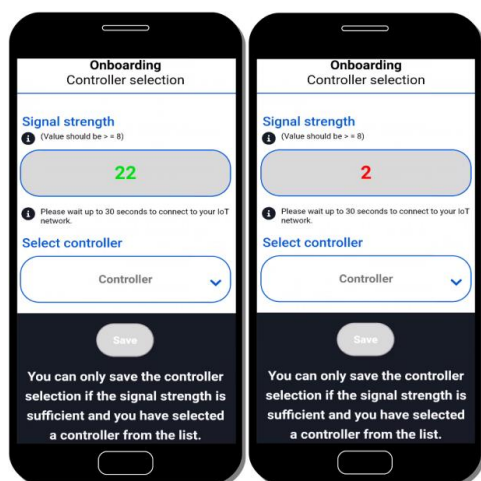 Onboarding
Controller selection
Signal strength
(Value should be > = 8)
22
Please wait up to 30 seconds to connect to your IoT
network.
Select controller
Controller
Save
You can only save the controller
selection if the signal strength is
sufficient and you have selected
a controller from the list.
Onboarding
Controller selection
Signal strength
(Value should be > = 8)
2
Please wait up to 30 seconds to connect to your IoT
network.
Select controller
Controller
Save
You can only save the controller
selection if the signal strength is
sufficient and you have selected
a controller from the list.